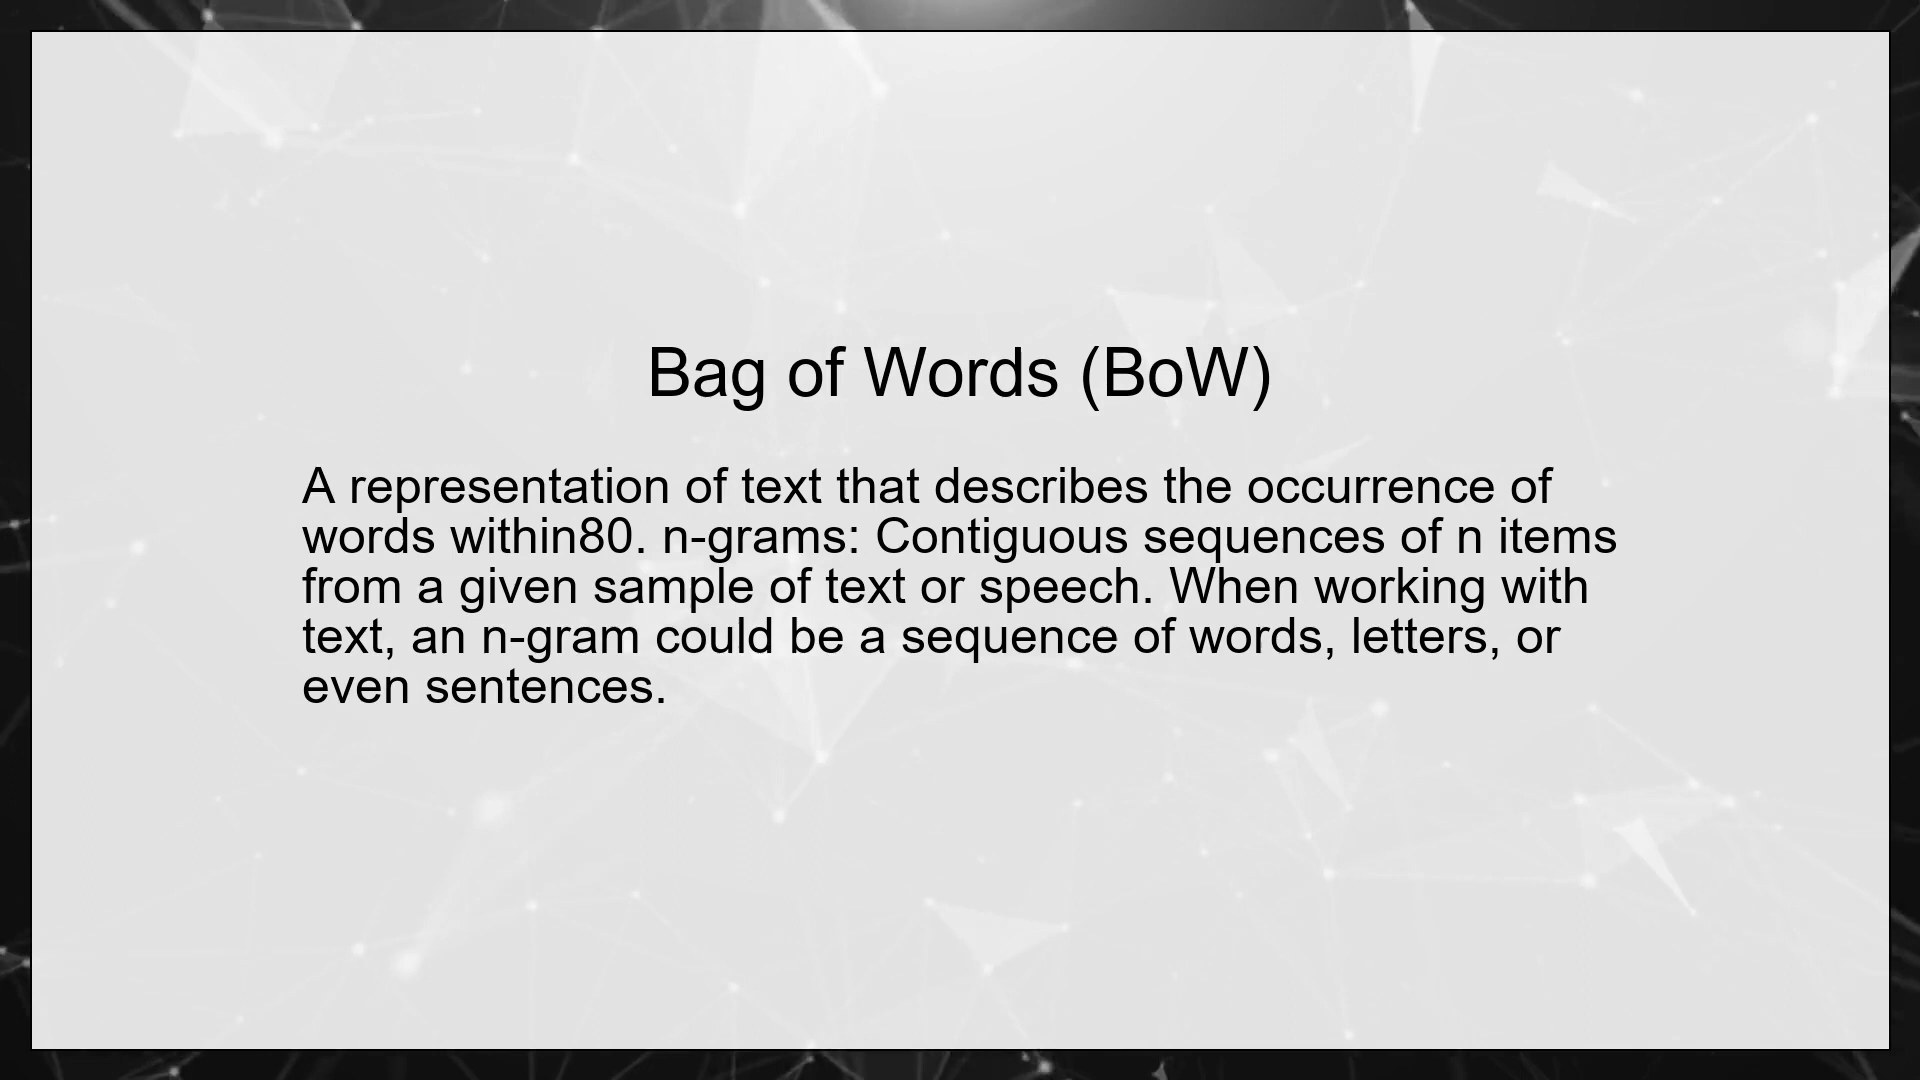 Bag of Words (BoW)
A representation of text that describes the occurrence of
words within80. n-grams: Contiguous sequences of n items
from a given sample of text or speech. When working with
text, an n-gram could be a sequence of words, letters, or
even sentences.